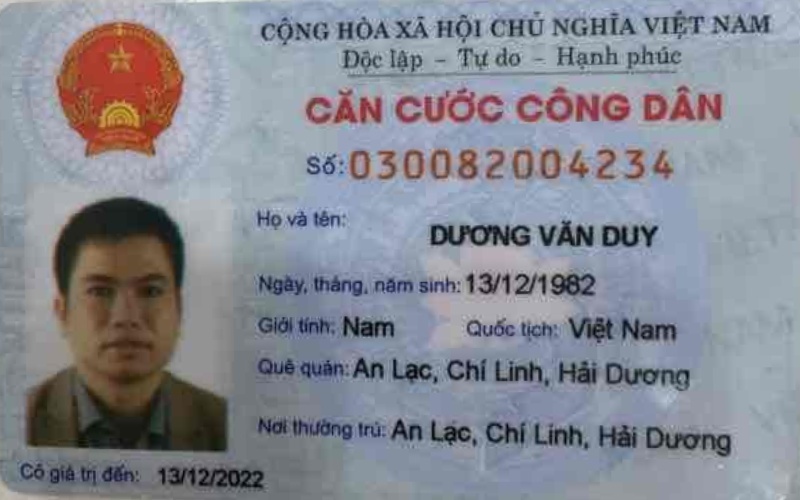 CỘNG HÒA XÃ HỘI CHỦ NGHĨA VIỆT NAM
Độc lập - Tự do - Hạnh phúc
CĂN CƯỚC CÔNG DÂN
Số: 030082004234
Họ và tên:
DƯƠNG VĂN DUY
Ngày, tháng, năm sinh: 13/12/1982
Giới tính: Nam Quốc tịch: Việt Nam
Quê quán: An Lạc, Chí Linh, Hải Dương
Nơi thường trú: An Lạc, Chí Linh, Hải Dương
Có giá trị đến: 13/12/2022